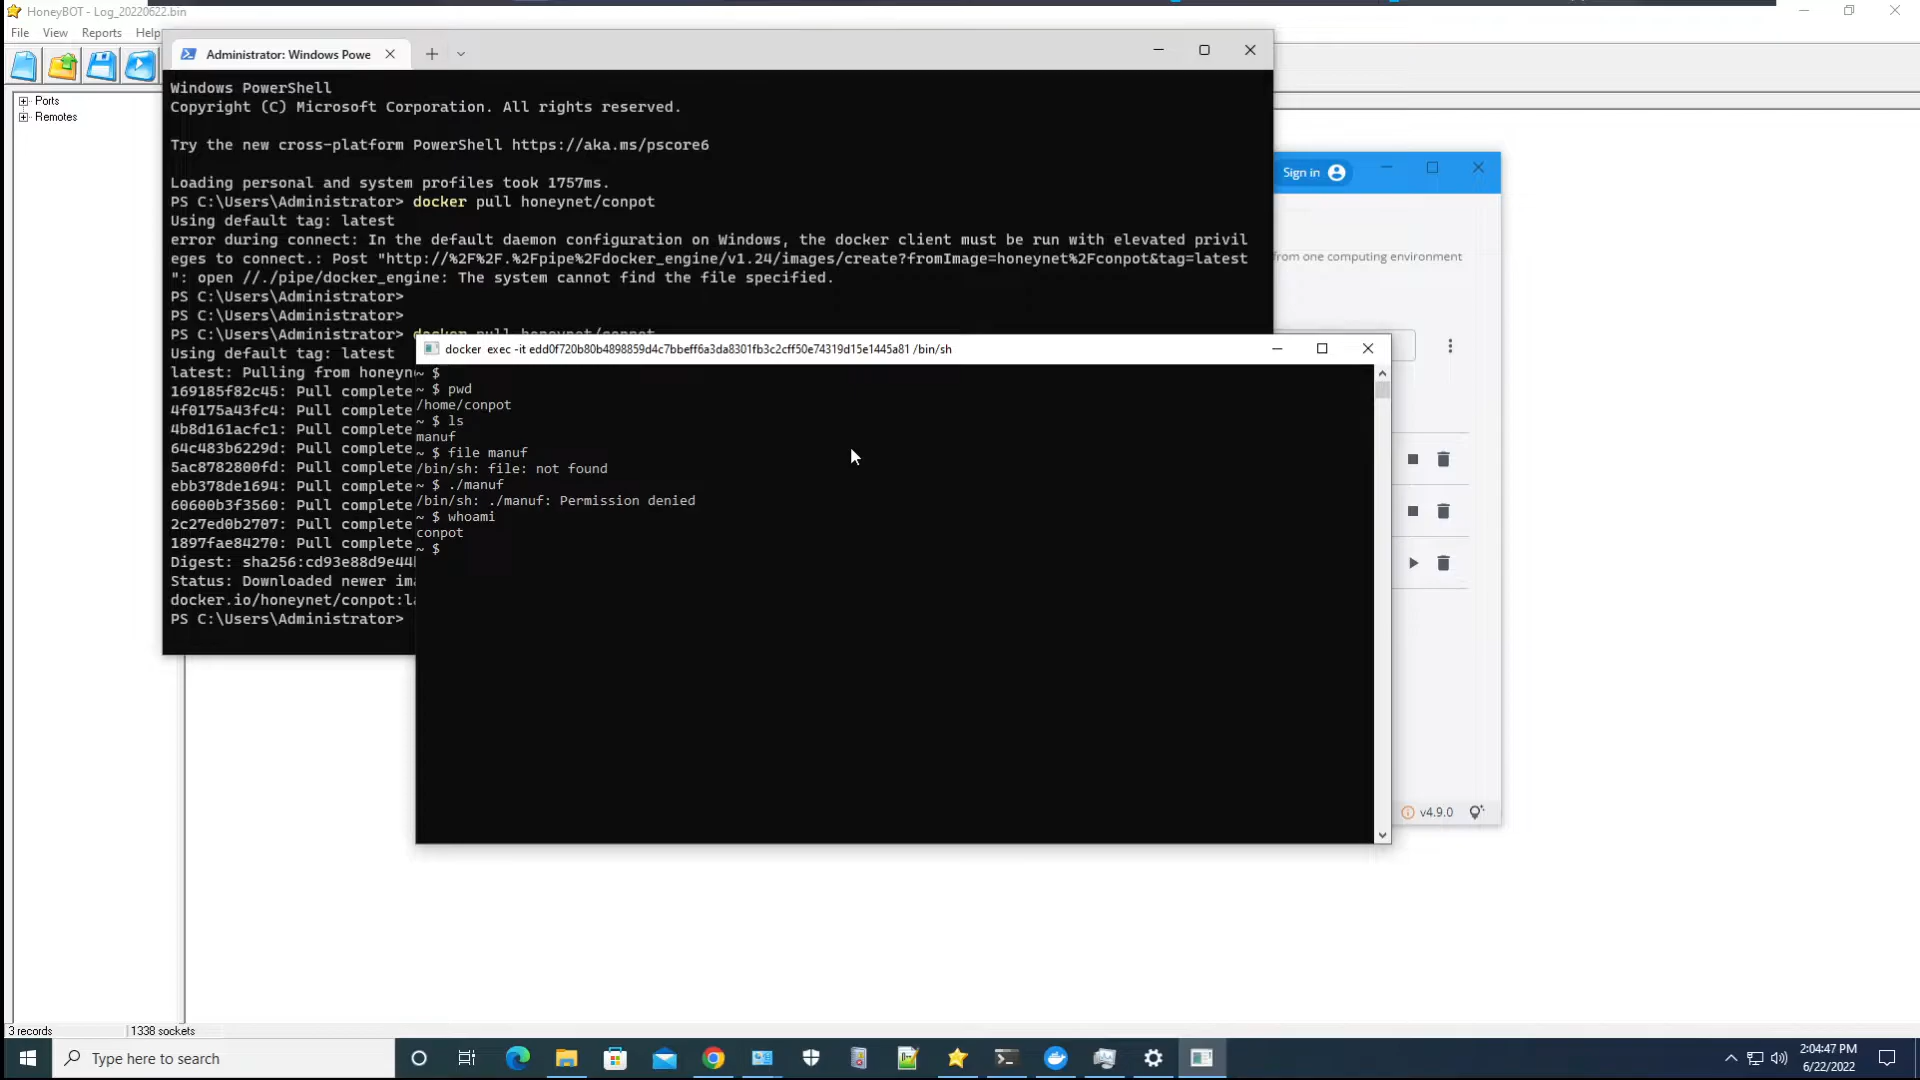 HoneyBOT - Log_20220622.bin
File View Reports Help
Ports
Remotes
Administrator: Windows Powe
Windows PowerShell
Copyright (C) Microsoft Corporation. All rights reserved.
Try the new cross-platform PowerShell https://aka.ms/pscore6
Loading personal and system profiles took 1757ms.
PS C:\Users\Administrator> docker pull honeynet/conpot
Using default tag: latest
error during connect: In the default daemon configuration on Windows, the docker client must be run with elevated privil
eges to connect.: Post "http://%2F%2F.%2Fpipe%2Fdocker_engine/v1.24/images/create?fromImage=honeynet%2Fconpot&tag=latest
": open //./pipe/docker_engine: The system cannot find the file specified.
PS C:\Users\Administrator>
PS C:\Users\Administrator>
PS C:\Users\Administrator> docker pull honeynet/conpot
Using default tag: latest
latest: Pulling from honeyn
169185f82c45: Pull complete
4f0175a43fc4: Pull complete
4b8d161acfc1: Pull complete
64c483b6229d: Pull complete
5ac8782800fd: Pull complete
ebb378de1694: Pull complete
60600b3f3560: Pull complete
2c27ed0b2707: Pull complete
1897fae84270: Pull complete
Digest: sha256:cd93e88d9e44
Status: Downloaded newer im
docker.io/honeynet/conpot:l
PS C:\Users\Administrator>
docker exec -it edd0f720b80b4898859d4c7bbeff6a3da8301fb3c2cff50e74319d15e1445a81 /bin/sh
~ $
~ $ pwd
/home/conpot
~ $ ls
manuf
~ $ file manuf
/bin/sh: file: not found
~ $ ./manuf
/bin/sh: ./manuf: Permission denied
~ $ whoami
conpot
~ $
Sign in
from one computing environment
v4.9.0
3 records 1338 sockets
Type here to search
2:04:47 PM
6/22/2022